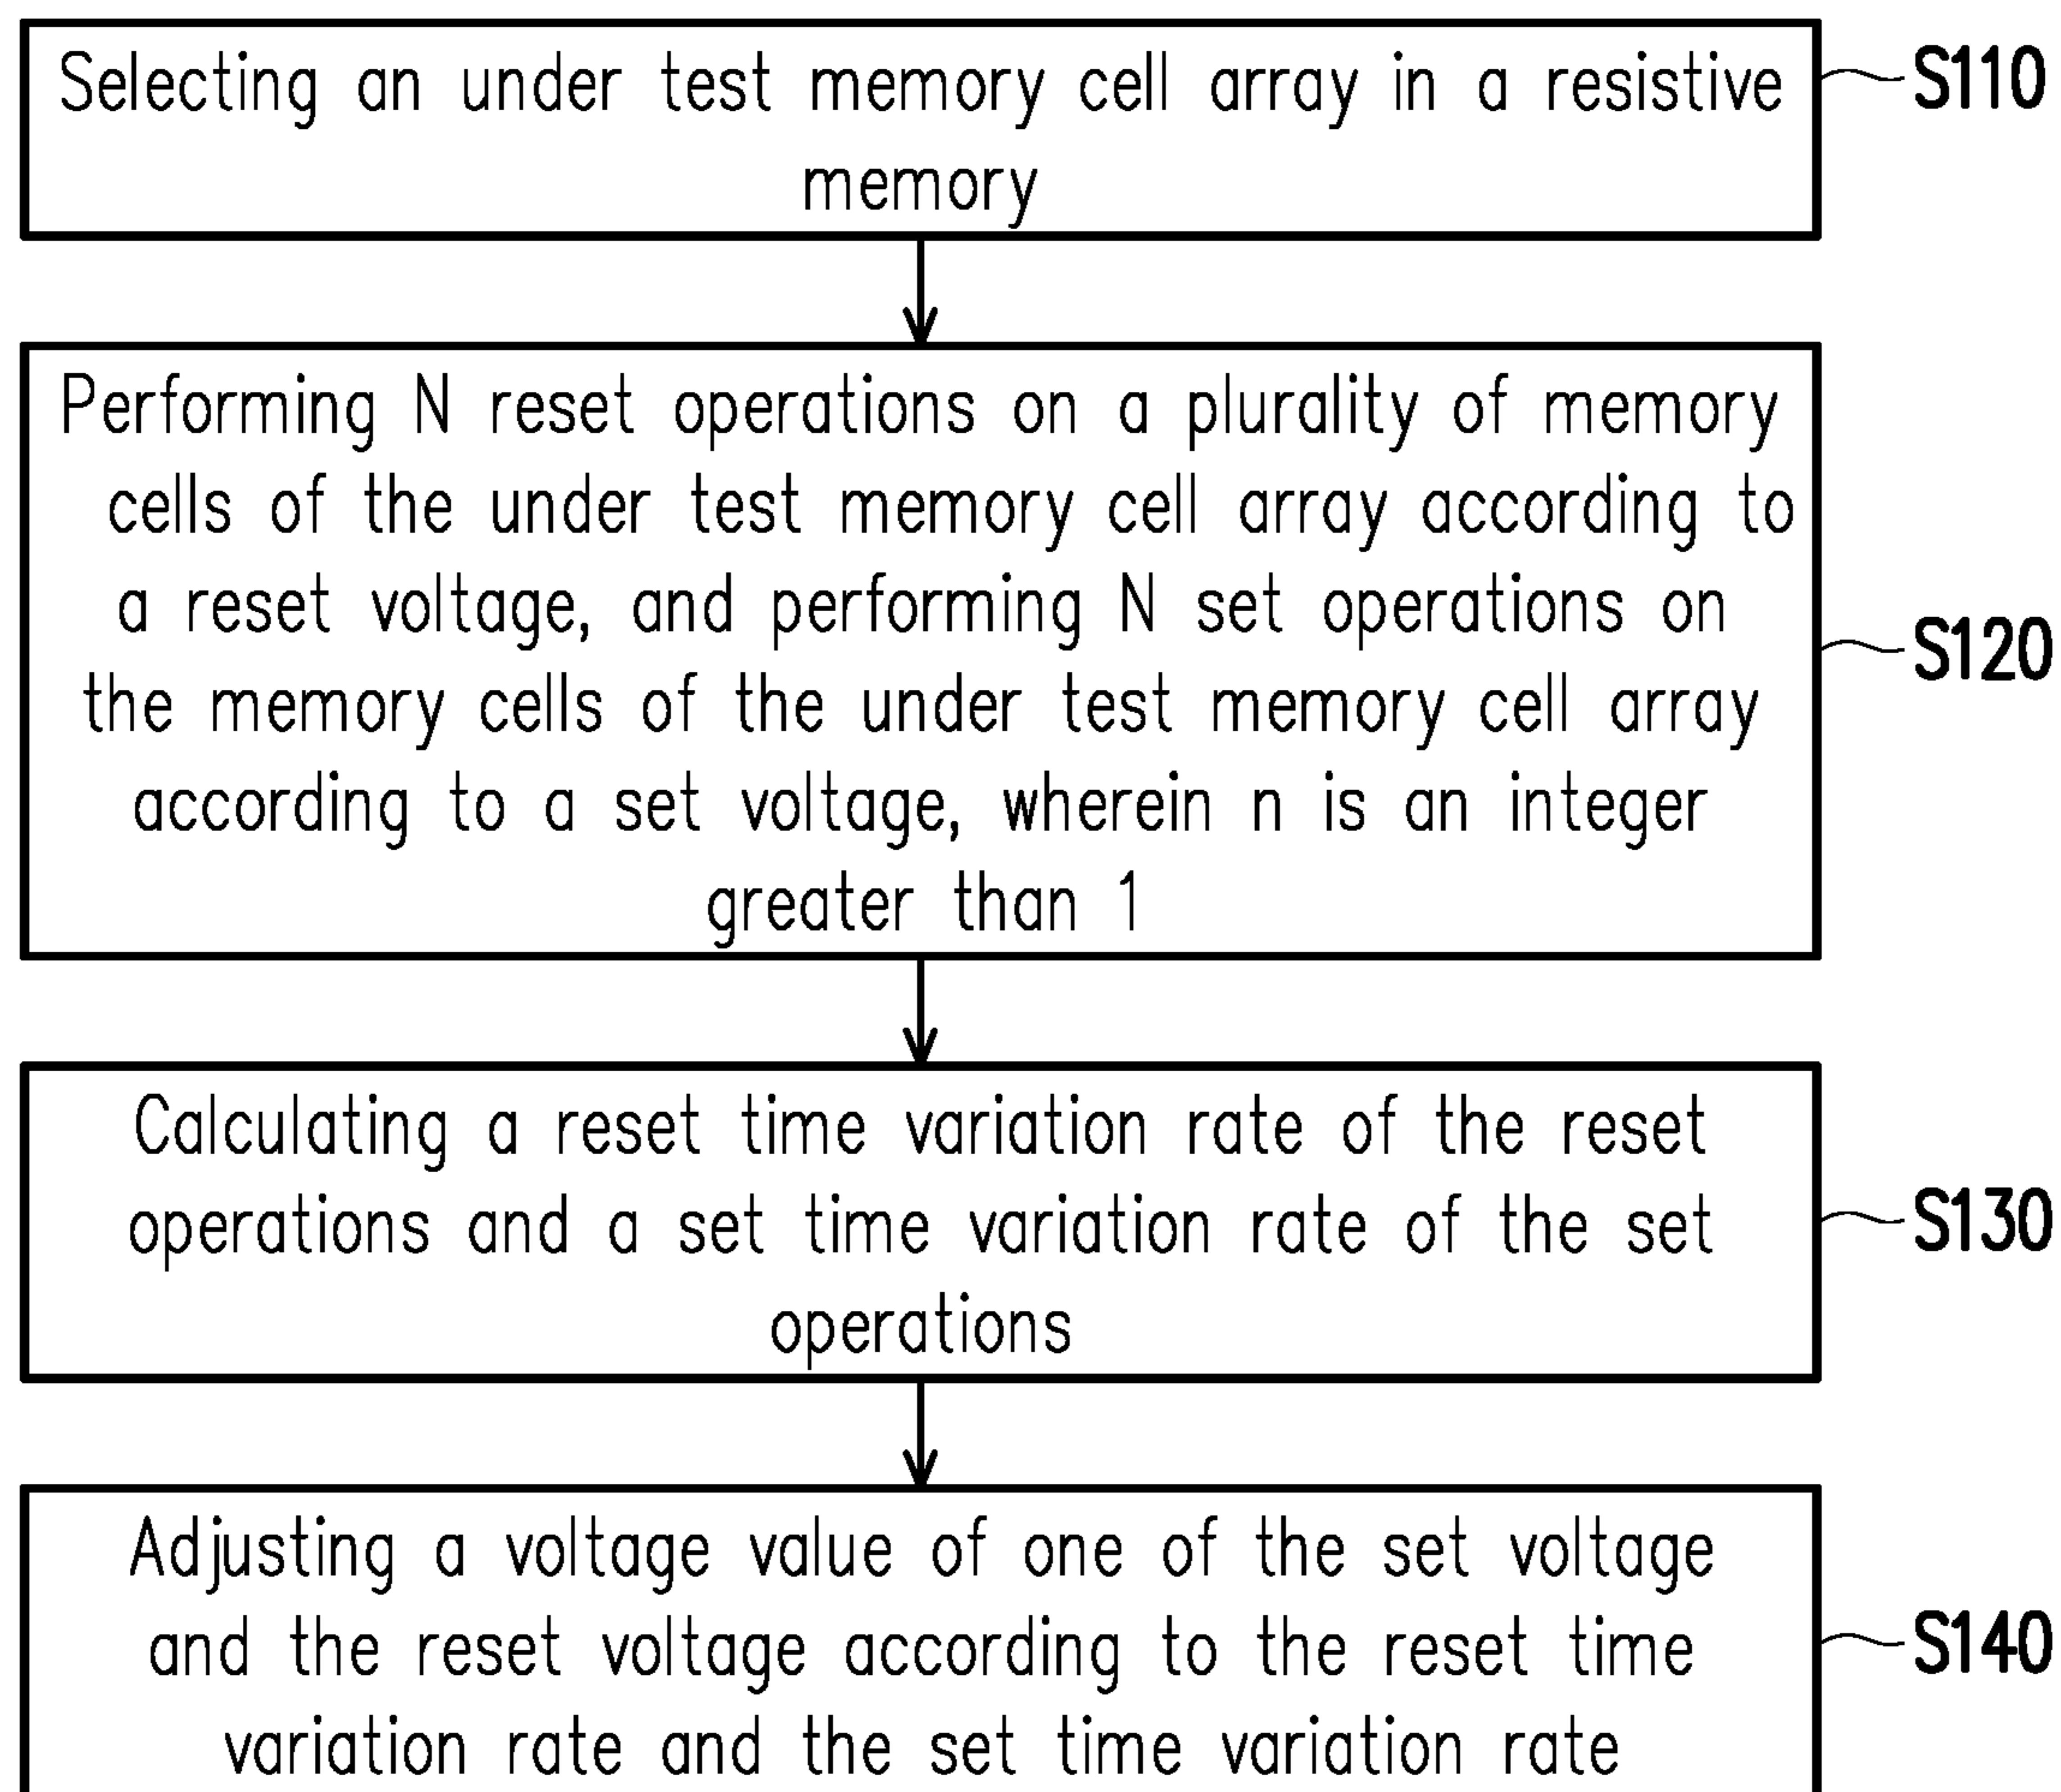 Selecting an under test memory cell array in a resistive
memory
S110
Performing N reset operations on a plurality of memory
cells of the under test memory cell array according to
a reset voltage, and performing N set operations on
the memory cells of the under test memory cell array
according to a set voltage, wherein n is an integer
greater than 1
S120
Calculating a reset time variation rate of the reset
operations and a set time variation rate of the set
operations
S130
Adjusting a voltage value of one of the set voltage
and the reset voltage according to the reset time
variation rate and the set time variation rate
S140